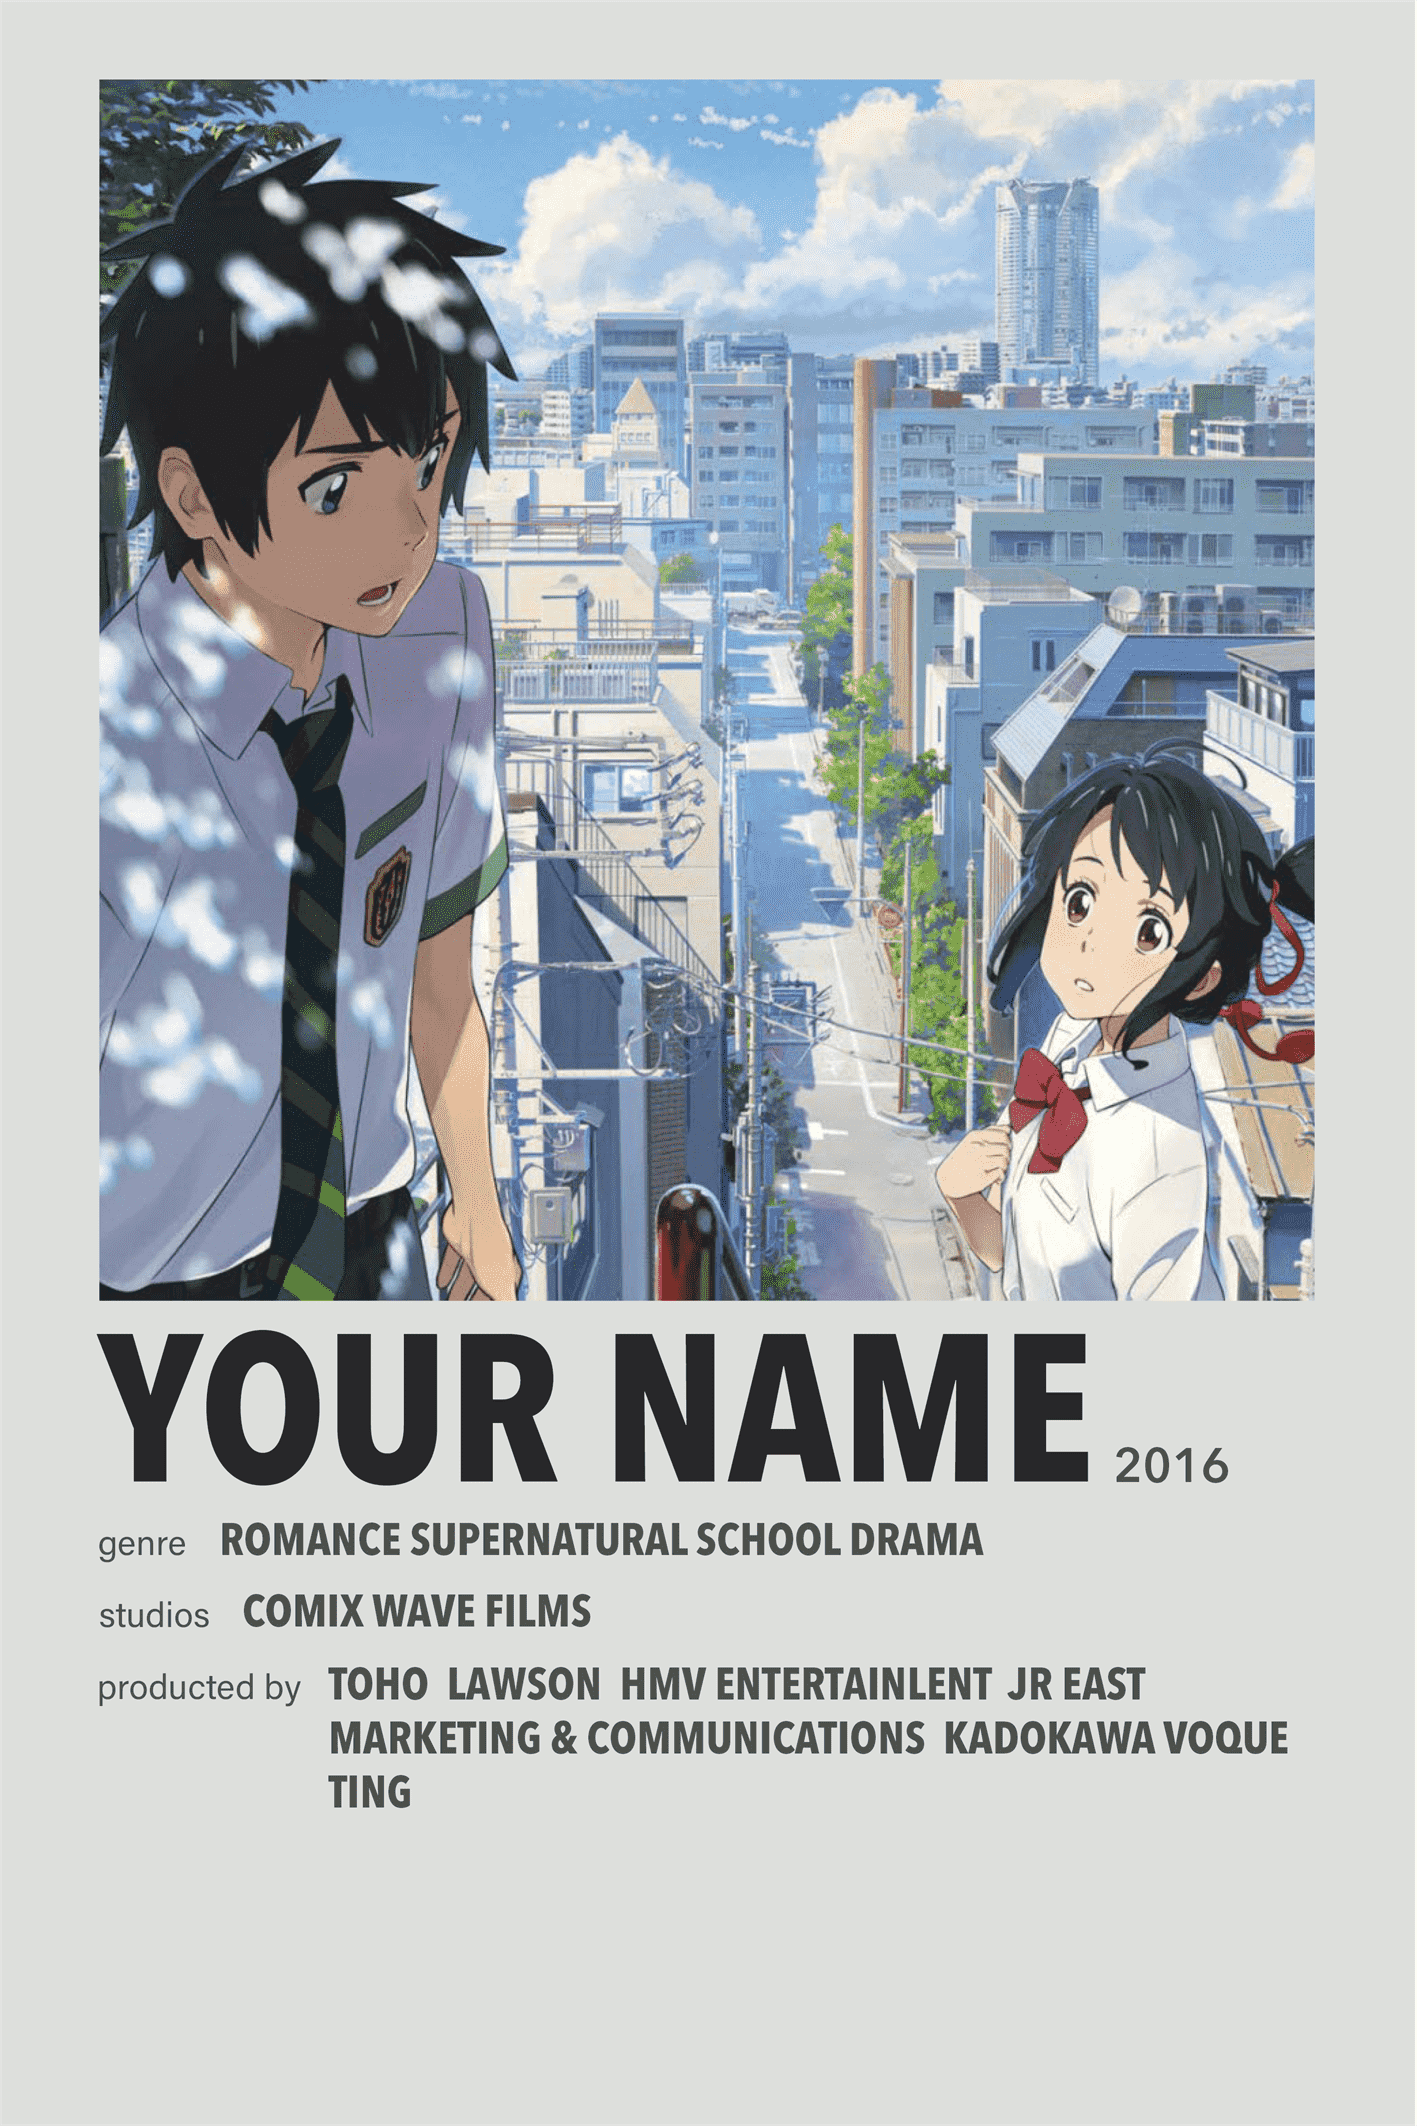 YOUR NAME 2016
genre ROMANCE SUPERNATURAL SCHOOL DRAMA
studios COMIX WAVE FILMS
producted by TOHO LAWSON HMV ENTERTAINLENT JR EAST
MARKETING & COMMUNICATIONS KADOKAWA VOQUE
TING